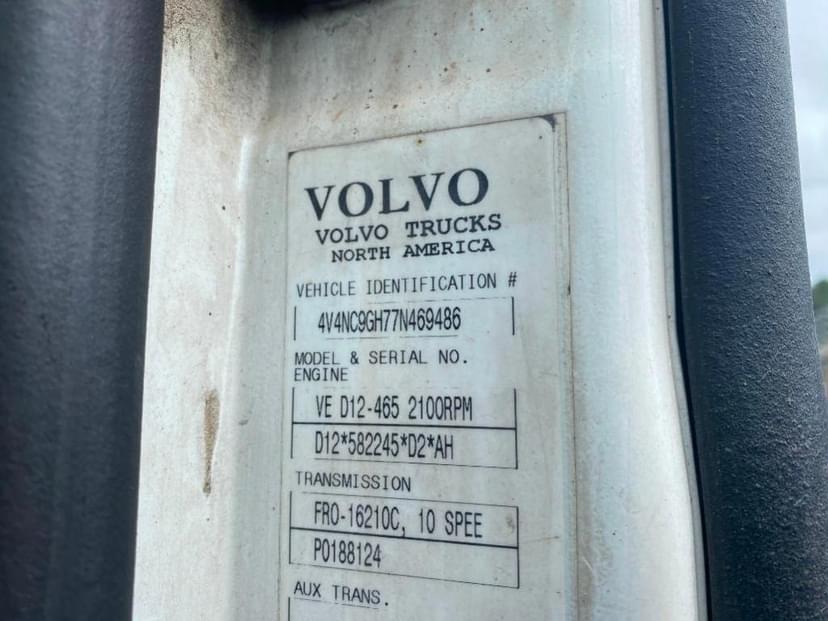 VOLVO
VOLVO TRUCKS
NORTH AMERICA
VEHICLE IDENTIFICATION #
4V4NC9GH77N469486
MODEL & SERIAL NO.
ENGINE
VE D12-465 2100RPM
D12*582245*D2*AH
TRANSMISSION
FRO-16210C, 10 SPEE
P0188124
AUX TRANS.